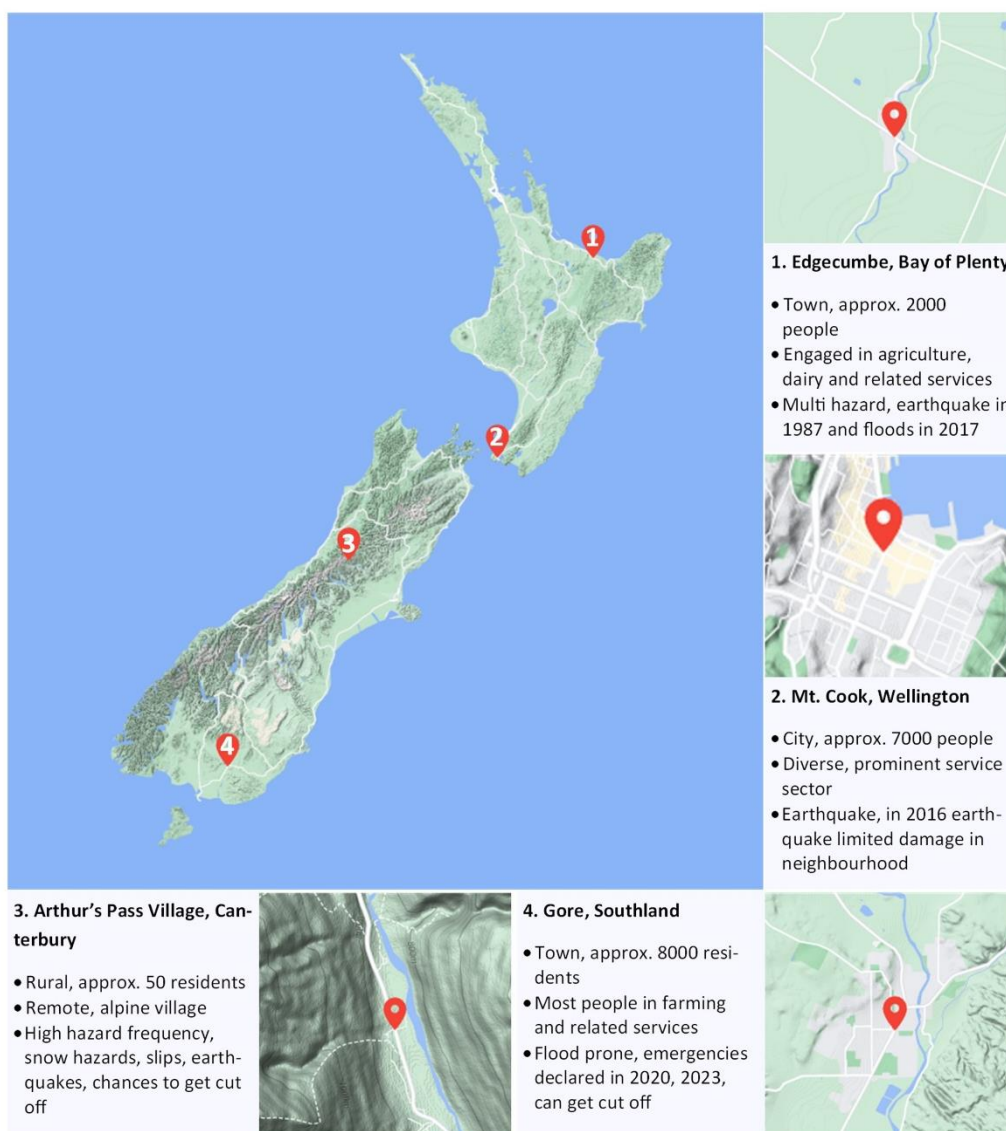 1
2
3
4
1. Edgecumbe, Bay of Plenty
• Town, approx. 2000
people
• Engaged in agriculture,
dairy and related services
• Multi hazard, earthquake in
1987 and floods in 2017
2. Mt. Cook, Wellington
• City, approx. 7000 people
• Diverse, prominent service
sector
• Earthquake, in 2016 earth-
quake limited damage in
neighbourhood
3. Arthur’s Pass Village, Can-
terbury
• Rural, approx. 50 residents
• Remote, alpine village
• High hazard frequency,
snow hazards, slips, earth-
quakes, chances to get cut
off
4. Gore, Southland
• Town, approx. 8000 resi-
dents
• Most people in farming
and related services
• Flood prone, emergencies
declared in 2020, 2023,
can get cut off